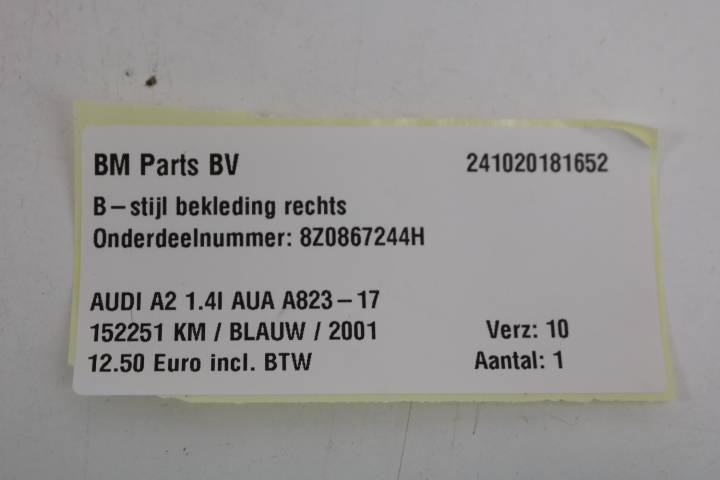 BM Parts BV 241020181652
B-stijl bekleding rechts
Onderdeelnummer: 8Z0867244H
AUDI A2 1.4I AUA A823-17
152251 KM / BLAUW / 2001 Verz: 10
12.50 Euro incl. BTW Aantal: 1